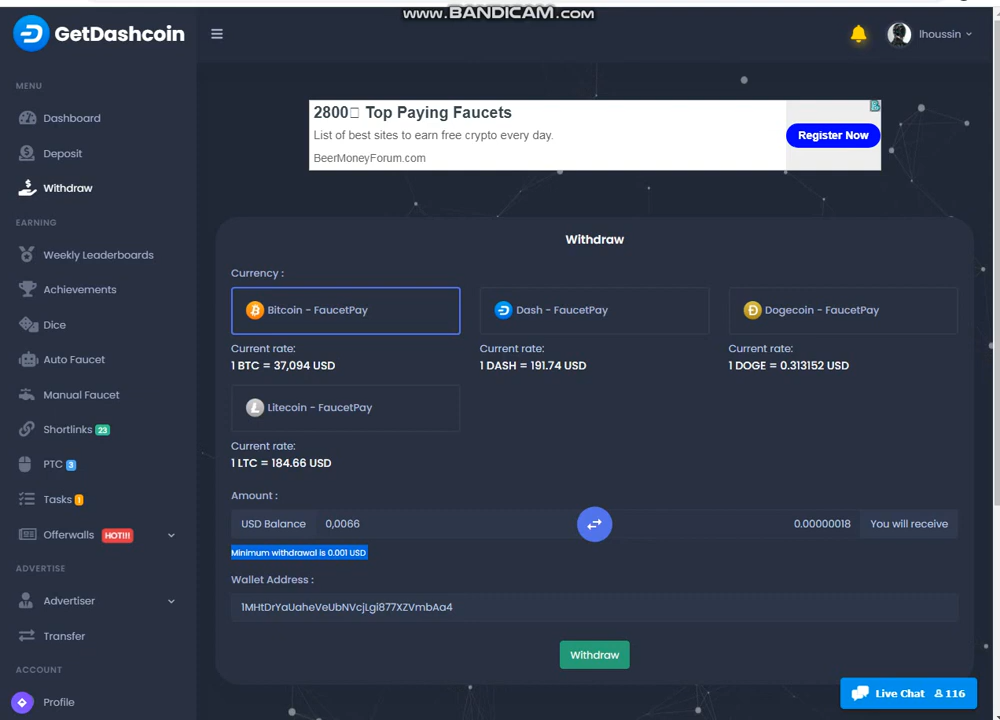 www.BANDICAM.com
GetDashcoin
lhoussin
MENU
Dashboard
Deposit
Withdraw
EARNING
Weekly Leaderboards
Achievements
Dice
Auto Faucet
Manual Faucet
Shortlinks 23
PTC 3
Tasks 1
Offerwalls HOT!!!
ADVERTISE
Advertiser
Transfer
ACCOUNT
Profile
2800 Top Paying Faucets
List of best sites to earn free crypto every day.
BeerMoneyForum.com
Register Now
Withdraw
Currency :
Bitcoin - FaucetPay
Dash - FaucetPay
Dogecoin - FaucetPay
Current rate:
1 BTC = 37,094 USD
Current rate:
1 DASH = 191.74 USD
Current rate:
1 DOGE = 0.313152 USD
Litecoin - FaucetPay
Current rate:
1 LTC = 184.66 USD
Amount :
USD Balance 0,0066
0.00000018 You will receive
Minimum withdrawal is 0.001 USD
Wallet Address :
1MHtDrYaUaheVeUbNVcjLgi877XZVmbAa4
Withdraw
Live Chat 116